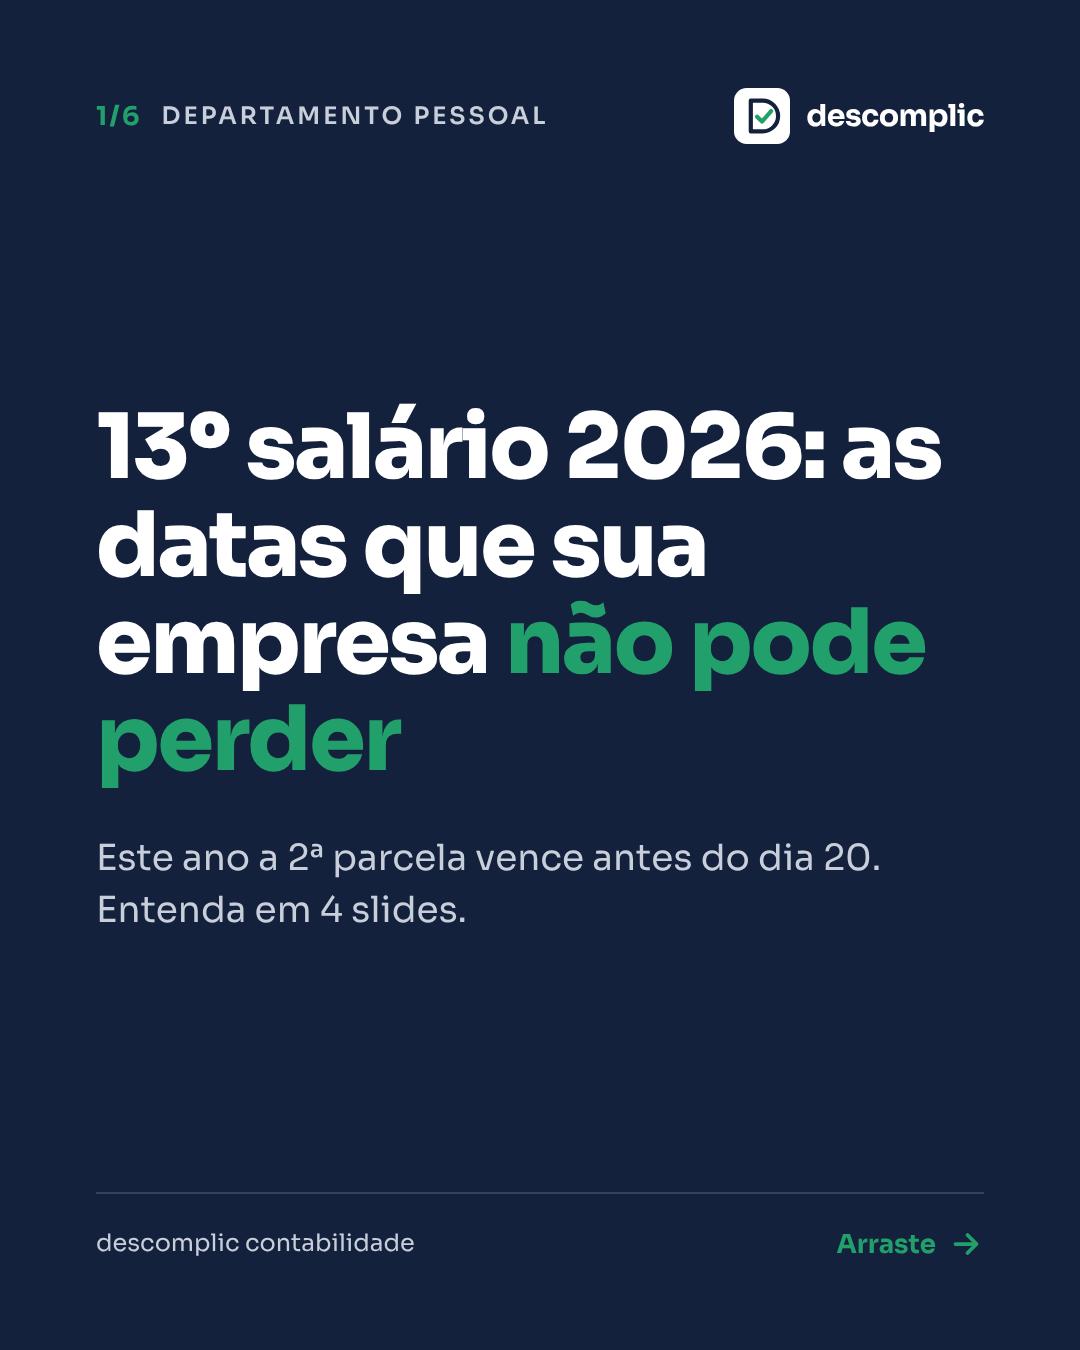 1/6 DEPARTAMENTO PESSOAL
descomplic
13º salário 2026: as
datas que sua
empresa não pode
perder
Este ano a 2ª parcela vence antes do dia 20.
Entenda em 4 slides.
descomplic contabilidade
Arraste →